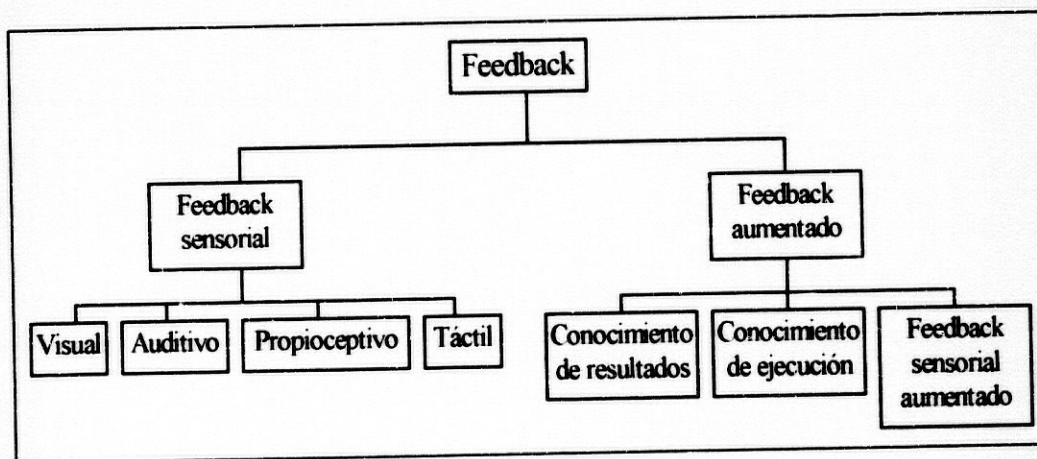 Feedback
Feedback
sensorial
Feedback
aumentado
Visual
Auditivo
Propioceptivo
Táctil
Conocimiento
de resultados
Conocimiento
de ejecución
Feedback
sensorial
aumentado